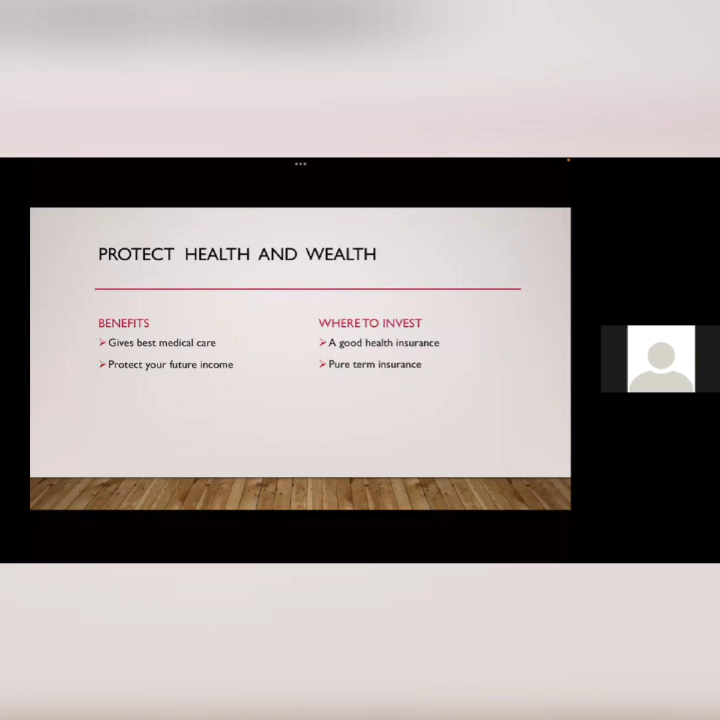 PROTECT HEALTH AND WEALTH
BENEFITS
➢Gives best medical care
➢Protect your future income
WHERE TO INVEST
➢A good health insurance
➢Pure term insurance